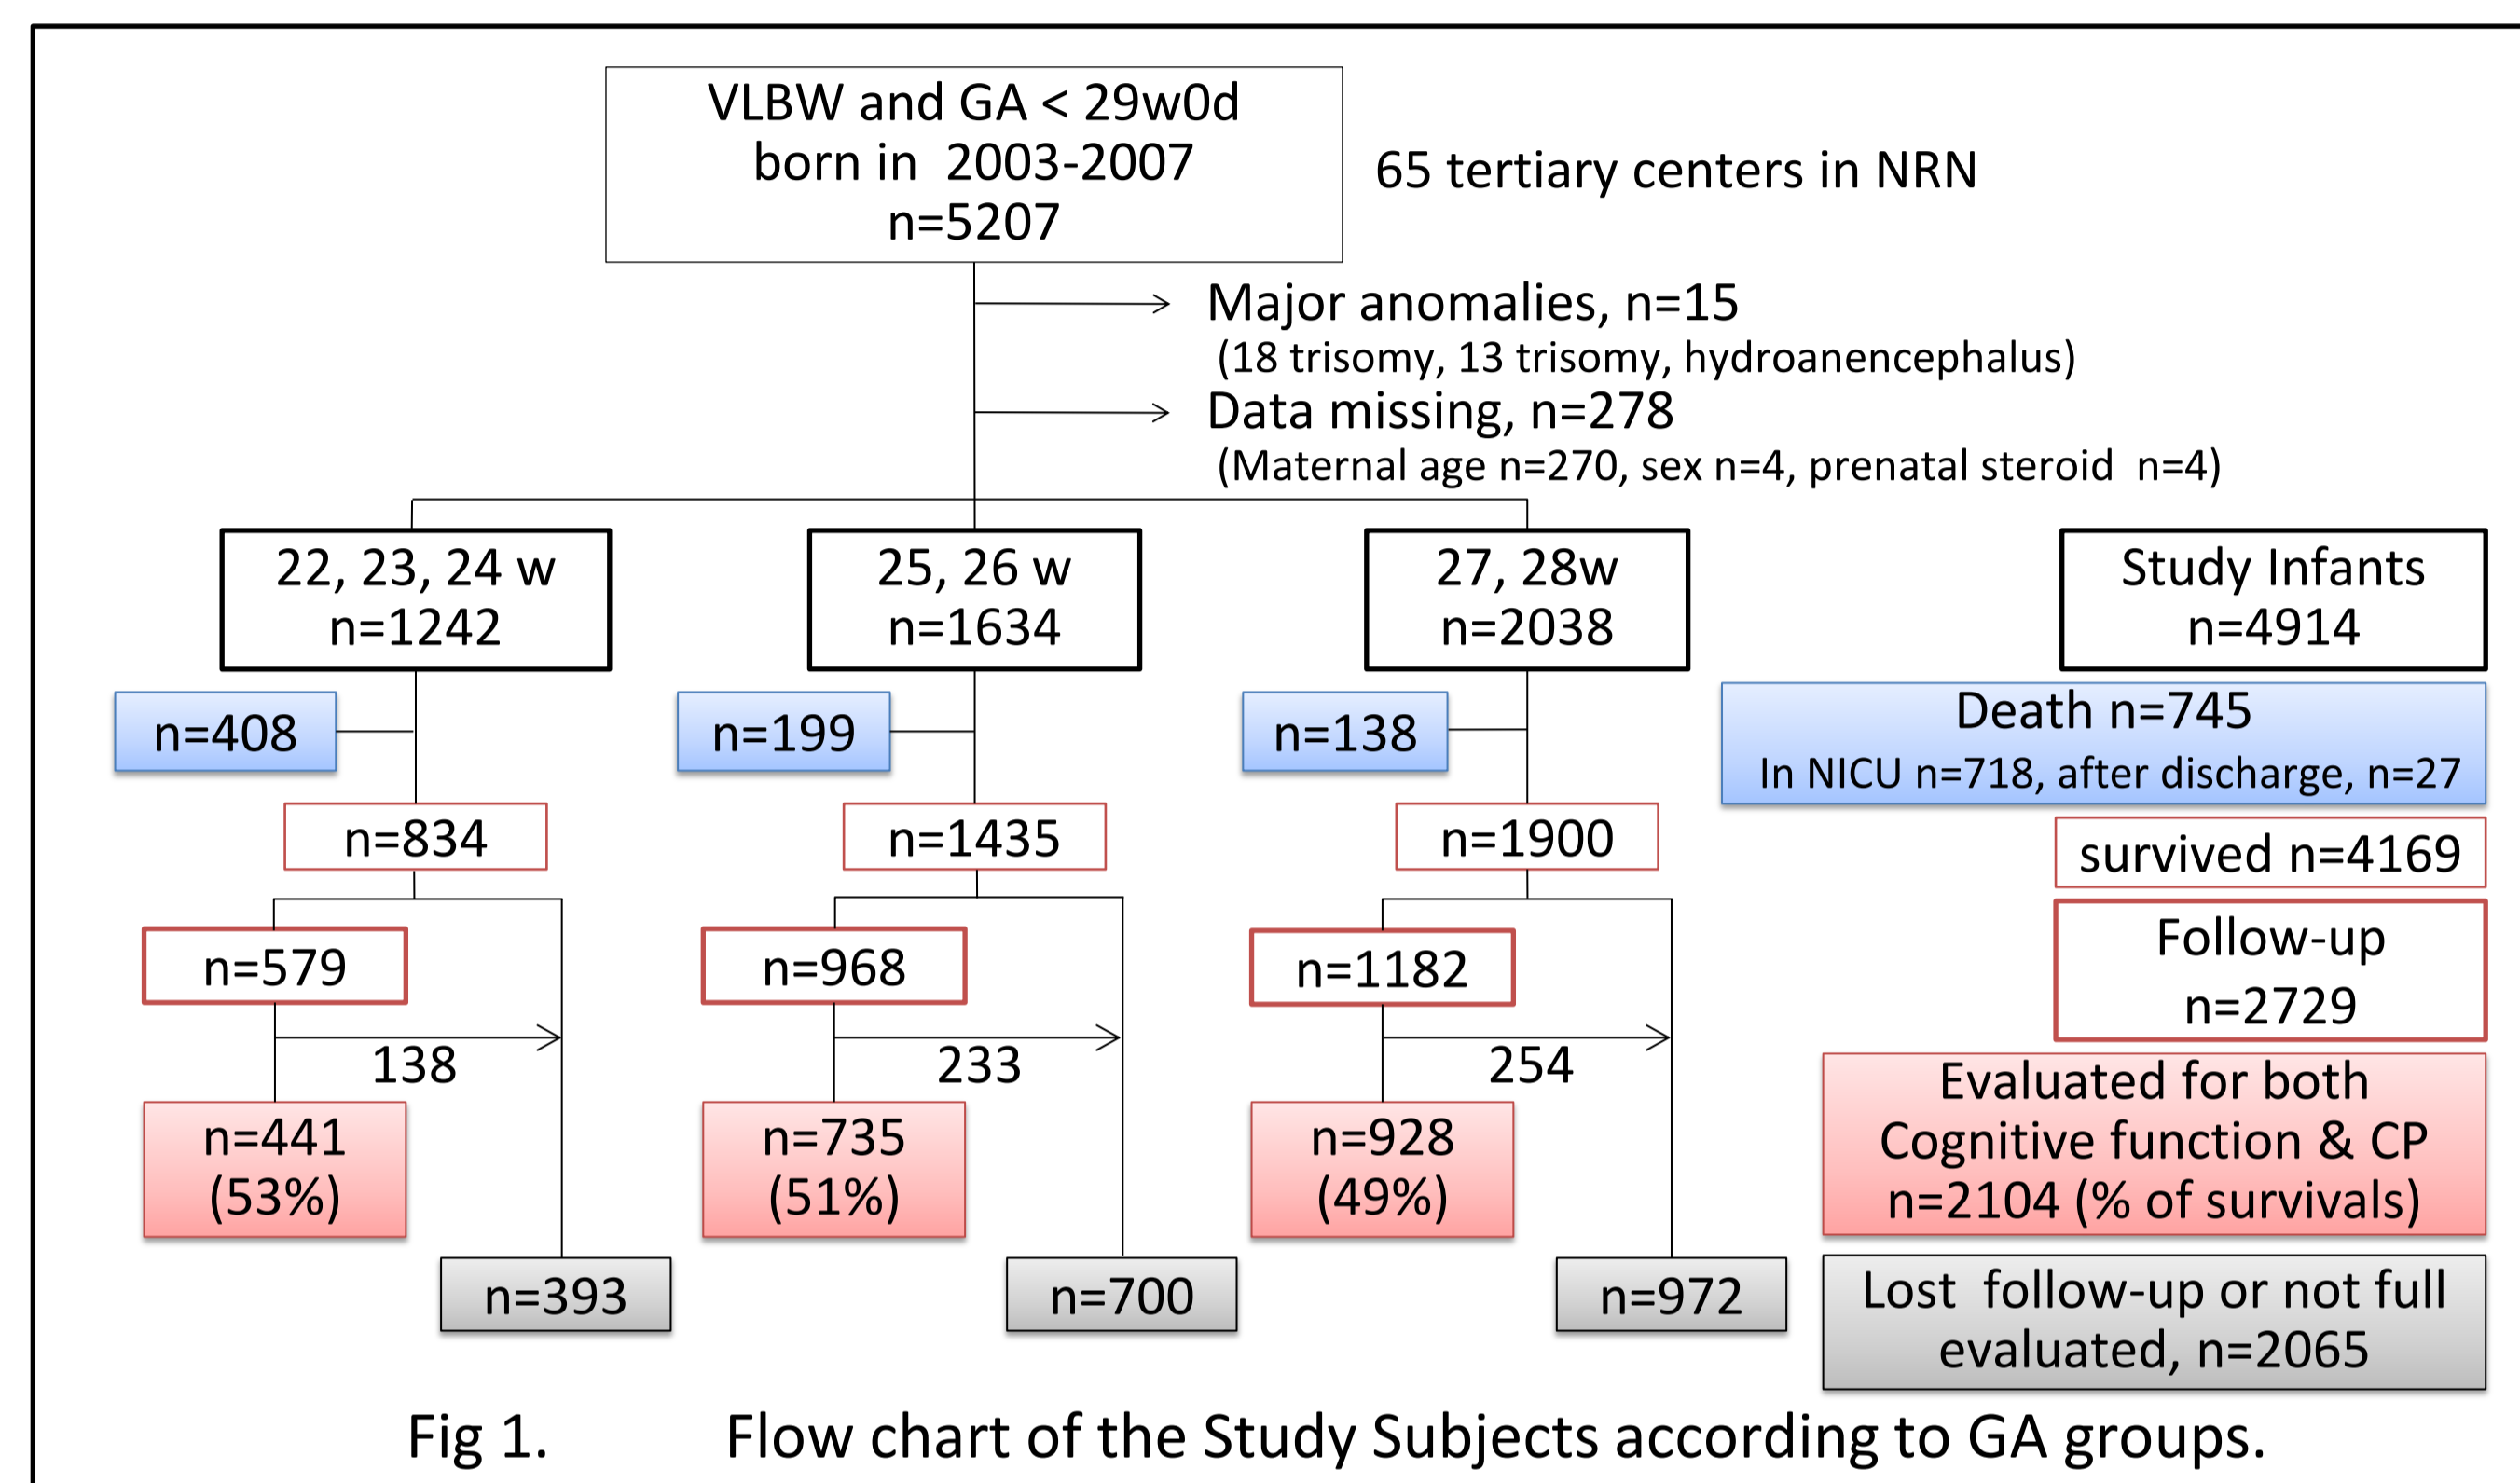 VLBW and GA < 29w0d
born in 2003-2007
n=5207
65 tertiary centers in NRN
Major anomalies, n=15
(18 trisomy, 13 trisomy, hydroanencephalus)
Data missing, n=278
(Maternal age n=270, sex n=4, prenatal steroid n=4)
22, 23, 24 w
n=1242
25, 26 w
n=1634
27, 28w
n=2038
Study Infants
n=4914
n=408
n=199
n=138
Death n=745
In NICU n=718, after discharge, n=27
n=834
n=1435
n=1900
survived n=4169
n=579
n=968
n=1182
Follow-up
n=2729
138
233
254
n=441
(53%)
n=735
(51%)
n=928
(49%)
Evaluated for both
Cognitive function & CP
n=2104 (% of survivals)
n=393
n=700
n=972
Lost follow-up or not full
evaluated, n=2065
Fig 1. Flow chart of the Study Subjects according to GA groups.